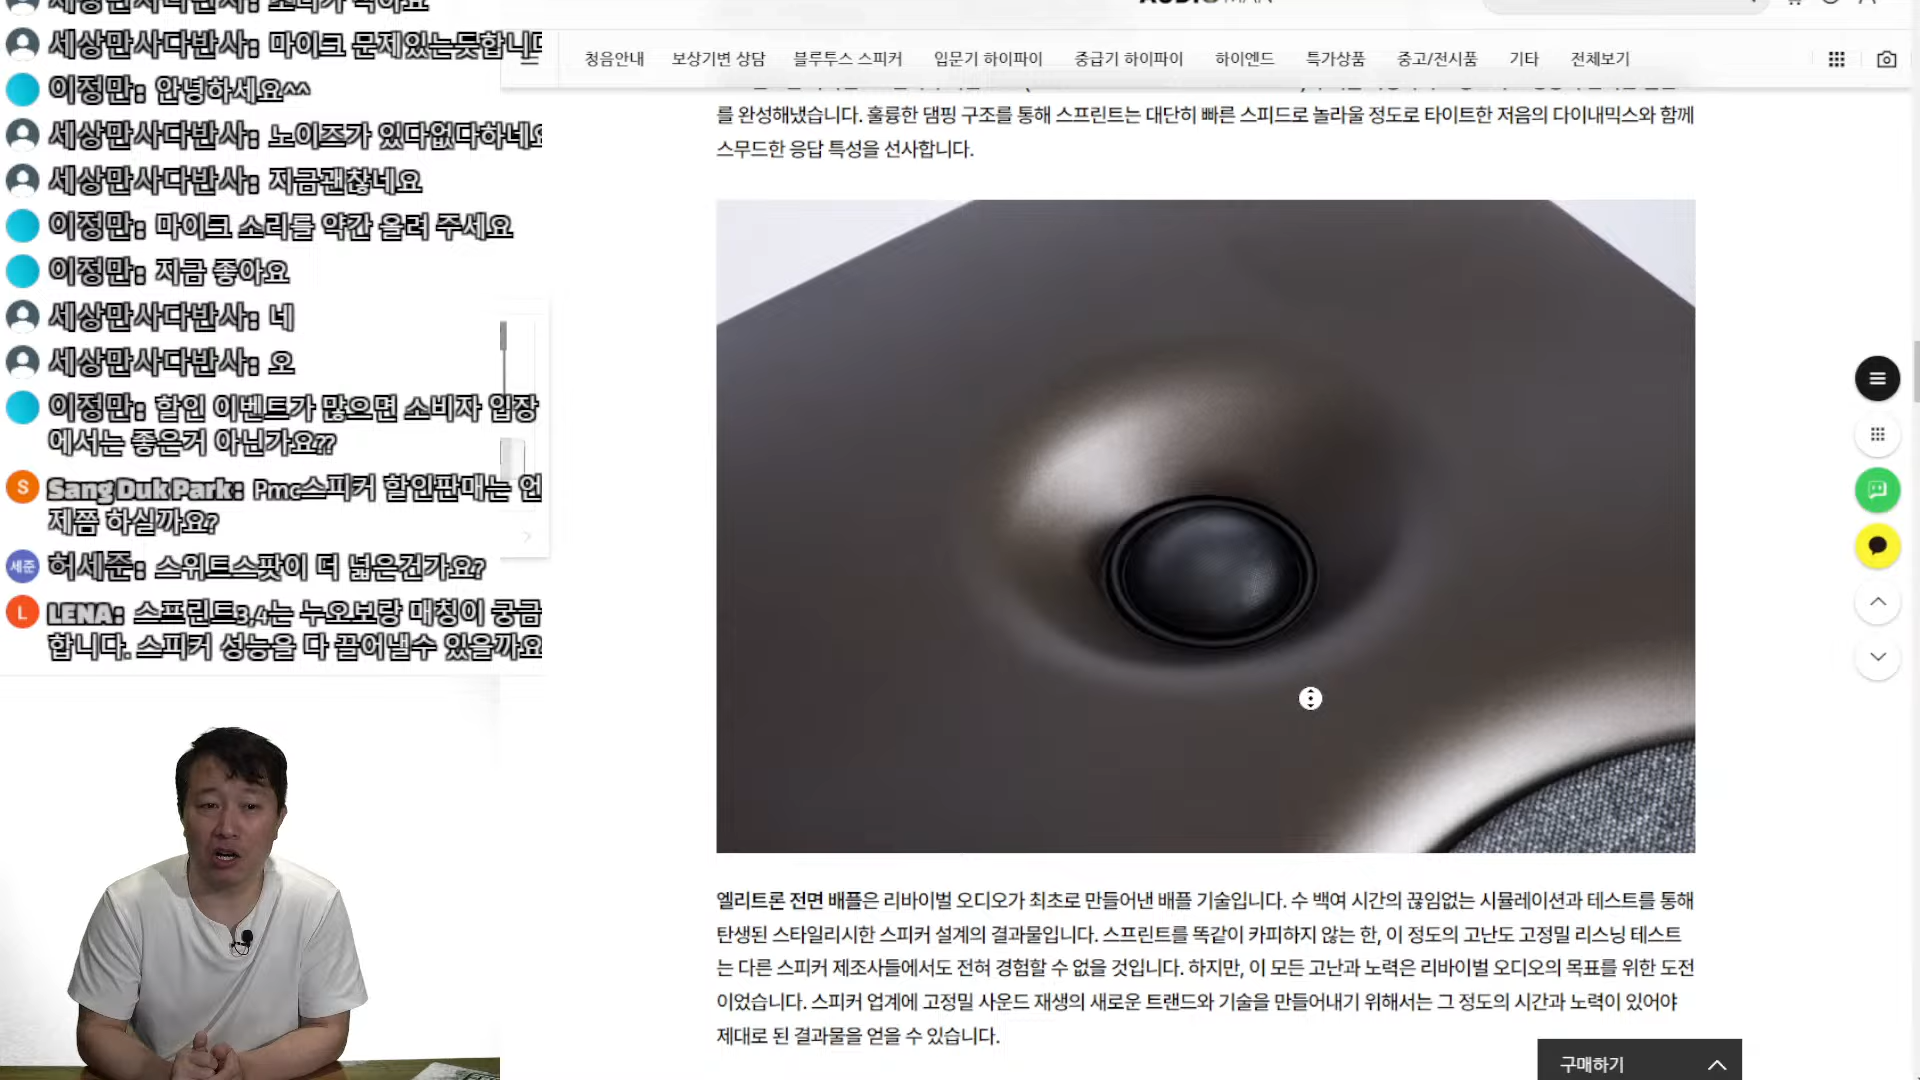 세상만사다반사: 마이크 문제있는듯합니다
이정만: 안녕하세요^^
세상만사다반사: 노이즈가 있다없다하네요
세상만사다반사: 지금괜찮네요
이정만: 마이크 소리를 약간 올려 주세요
이정만: 지금 좋아요
세상만사다반사: 네
세상만사다반사: 오
이정만: 할인 이벤트가 많으면 소비자 입장
에서는 좋은거 아닌가요??
S
Sang Duk Park: Pmc스피커 할인판매는 언
제쯤 하실까요?
세준
허세준: 스위트스팟이 더 넓은건가요?
L
LENA: 스프린트3,4는 누오보랑 매칭이 궁금
합니다. 스피커 성능을 다 끌어낼수 있을까요
청음안내 보상기변 상담 블루투스 스피커 입문기 하이파이 중급기 하이파이 하이엔드 특가상품 중고/전시품 기타 전체보기
를 완성해냈습니다. 훌륭한 댐핑 구조를 통해 스프린트는 대단히 빠른 스피드로 놀라울 정도로 타이트한 저음의 다이내믹스와 함께
스무드한 응답 특성을 선사합니다.
엘리트론 전면 배플은 리바이벌 오디오가 최초로 만들어낸 배플 기술입니다. 수 백여 시간의 끊임없는 시뮬레이션과 테스트를 통해
탄생된 스타일리시한 스피커 설계의 결과물입니다. 스프린트를 똑같이 카피하지 않는 한, 이 정도의 고난도 고정밀 리스닝 테스트
는 다른 스피커 제조사들에서도 전혀 경험할 수 없을 것입니다. 하지만, 이 모든 고난과 노력은 리바이벌 오디오의 목표를 위한 도전
이었습니다. 스피커 업계에 고정밀 사운드 재생의 새로운 트랜드와 기술을 만들어내기 위해서는 그 정도의 시간과 노력이 있어야
제대로 된 결과물을 얻을 수 있습니다.
구매하기